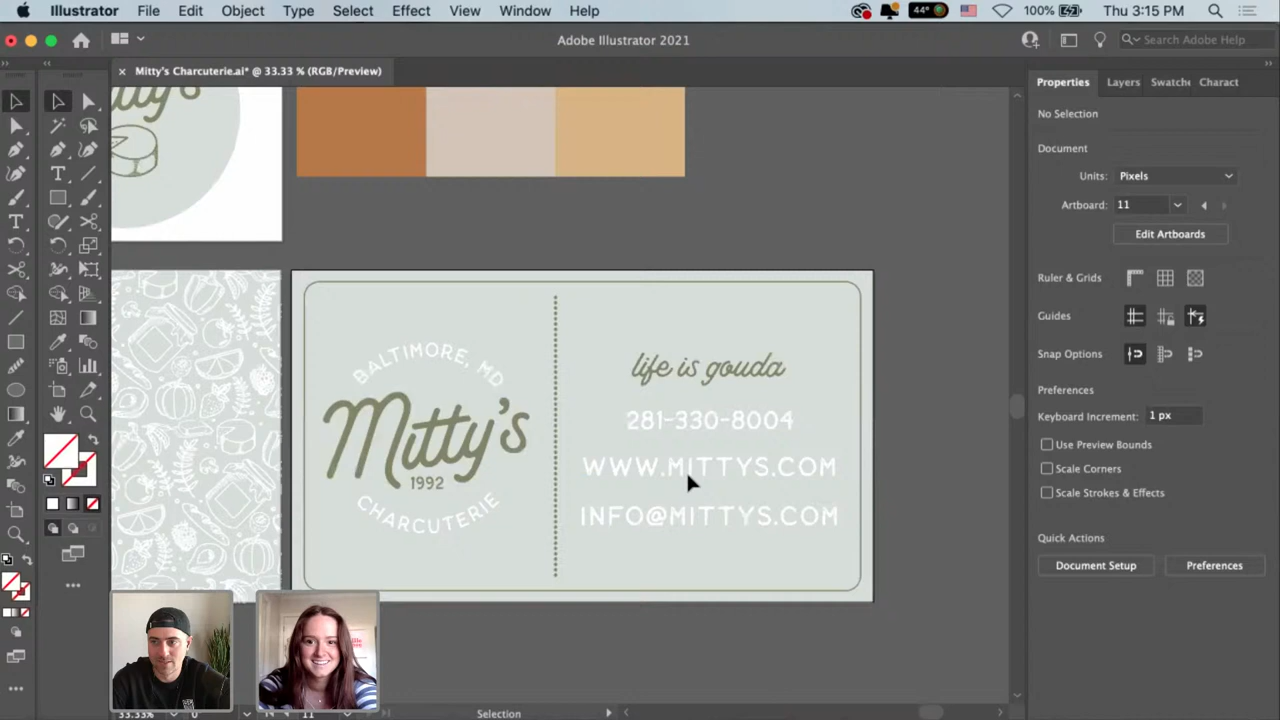 Illustrator File Edit Object Type Select Effect View Window Help
44° 100% Thu 3:15 PM
Adobe Illustrator 2021
Search Adobe Help
× Mitty's Charcuterie.ai* @ 33.33 % (RGB/Preview)
Properties Layers Swatche Charact
No Selection
Document
Units: Pixels
Artboard: 11
Edit Artboards
Ruler & Grids
Guides
Snap Options
Preferences
Keyboard Increment: 1 px
Use Preview Bounds
Scale Corners
Scale Strokes & Effects
Quick Actions
Document Setup Preferences
BALTIMORE, MD
Mitty's
1992
CHARCUTERIE
life is gouda
281-330-8004
WWW.MITTYS.COM
INFO@MITTYS.COM
33.33% 0 11 Selection